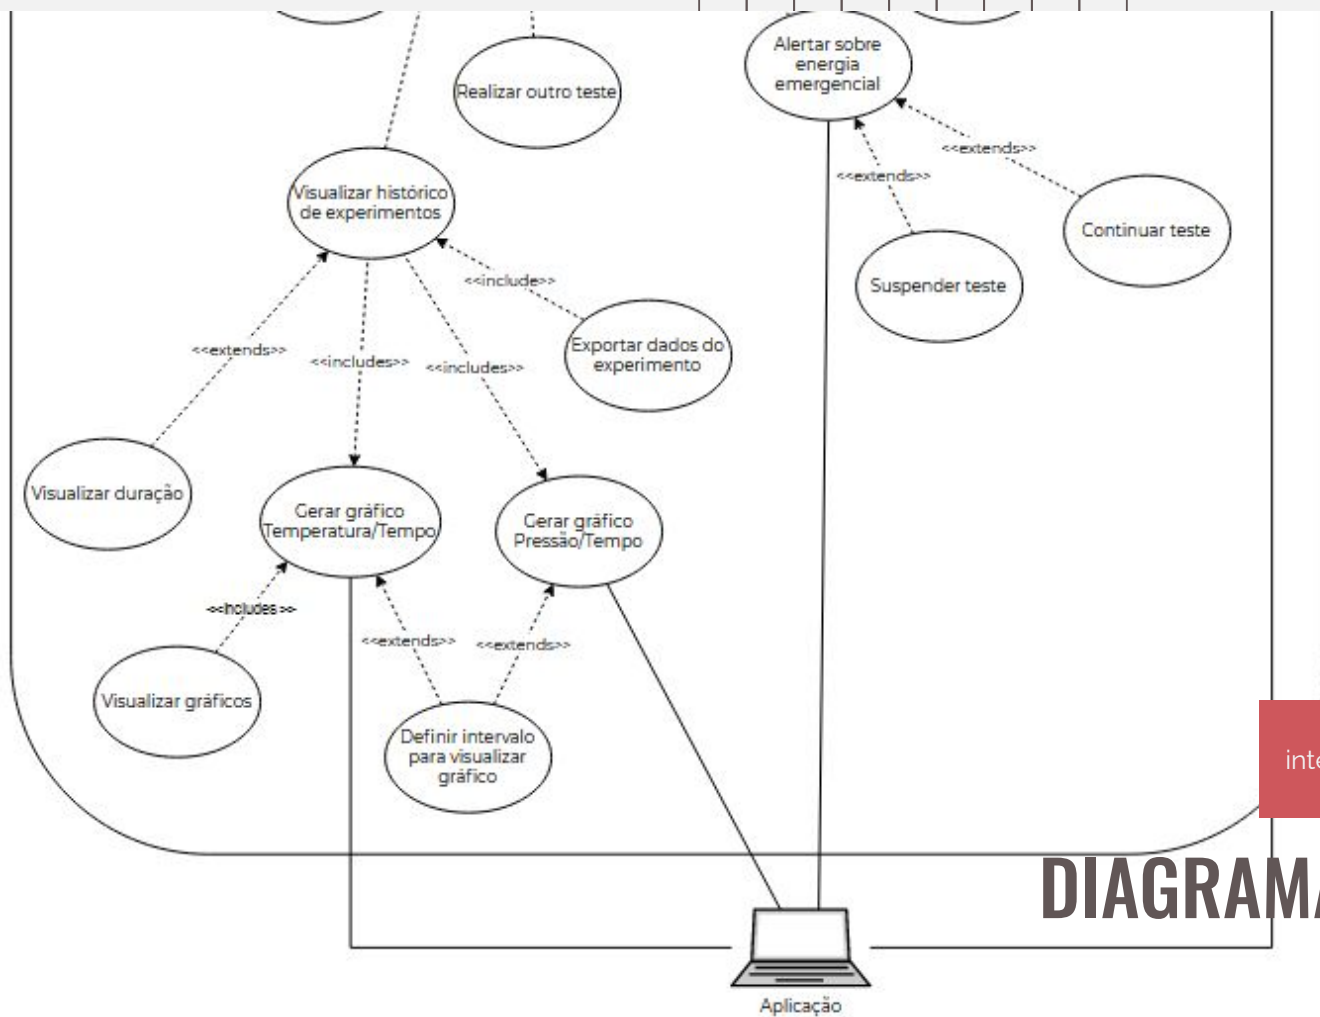 Alertar sobre
energia
emergencial
Realizar outro teste
<<extends>>
<<extends>>
Visualizar histórico
de experimentos
Continuar teste
Suspender teste
<<include>>
Exportar dados do
experimento
<<extends>>
<<includes>>
<<includes>>
Visualizar duração
Gerar gráfico
Temperatura/Tempo
Gerar gráfico
Pressão/Tempo
<<includes>>
<<extends>>
<<extends>>
Visualizar gráficos
Definir intervalo
para visualizar
gráfico
inte
DIAGRAMA
Aplicação